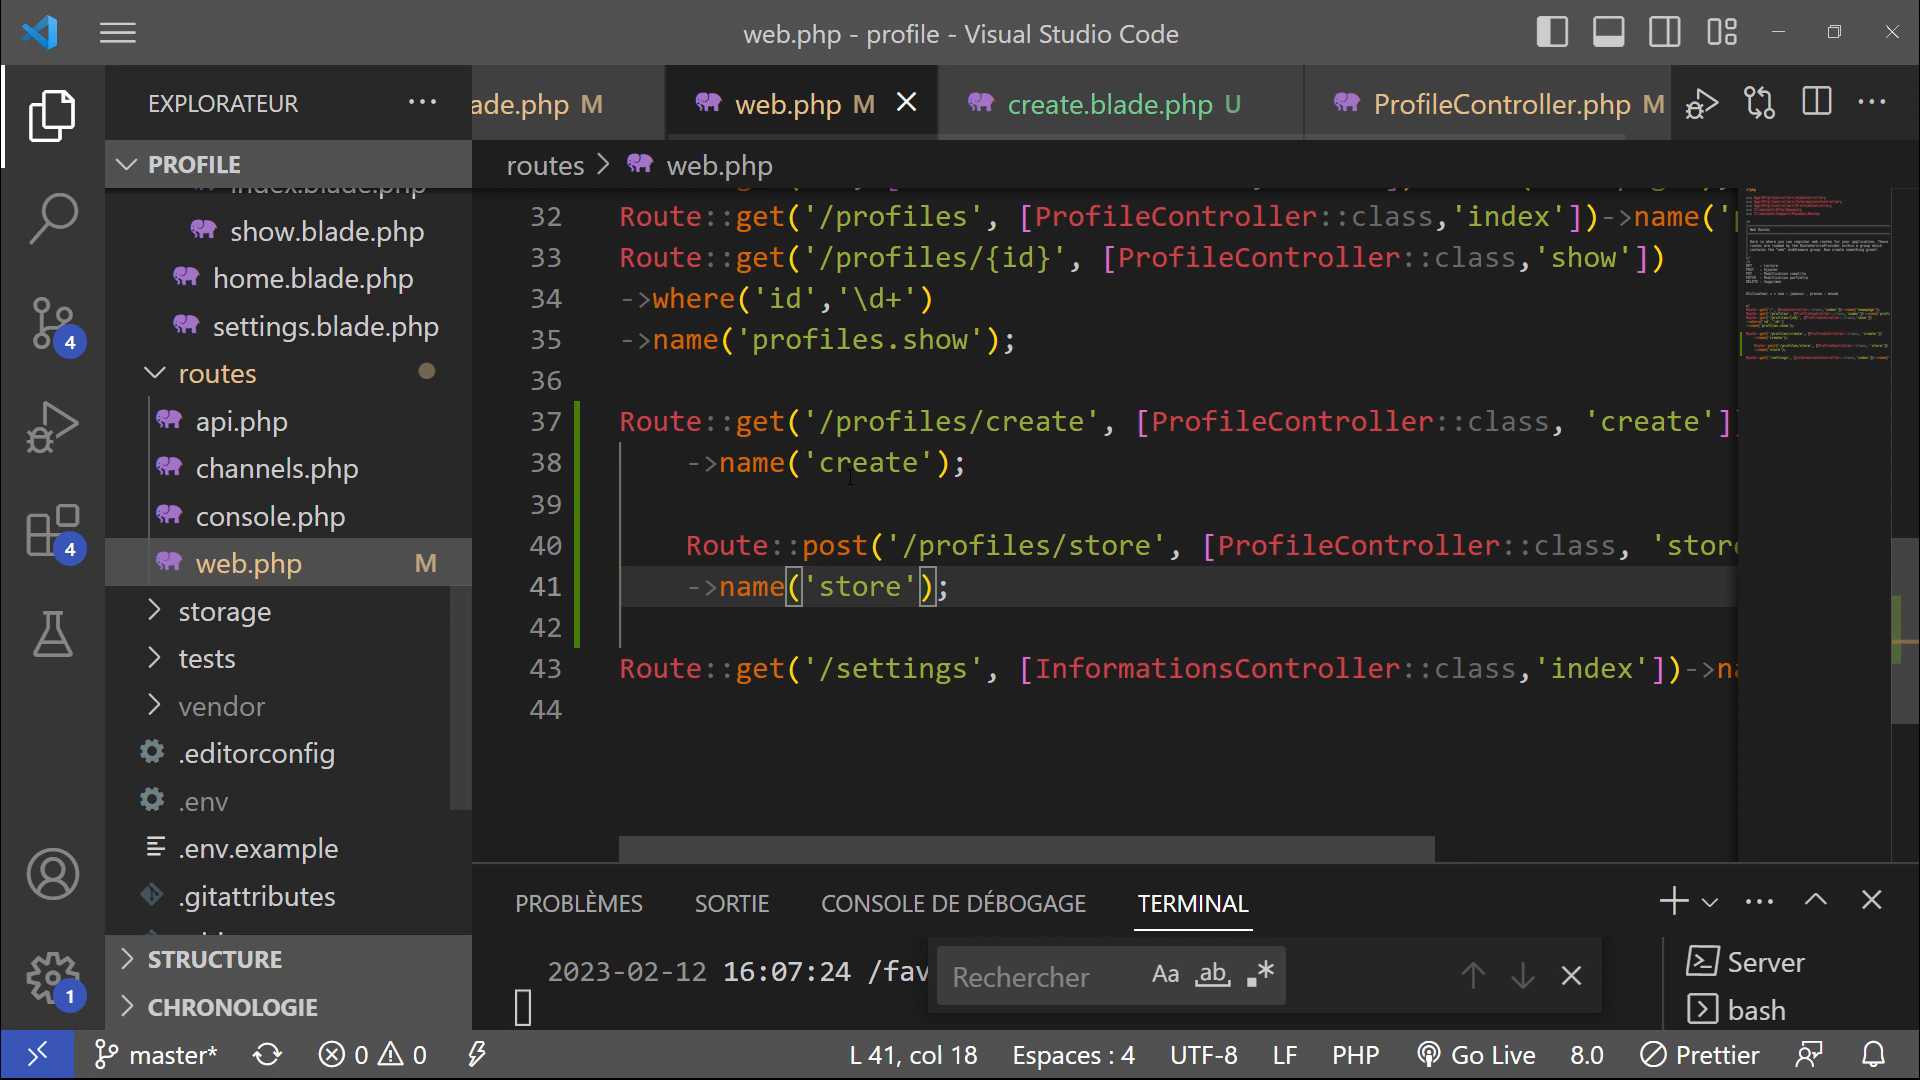 web.php - profile - Visual Studio Code
EXPLORATEUR
ade.php M
web.php M
create.blade.php U
ProfileController.php M
PROFILE
routes > web.php
index.blade.php
show.blade.php
home.blade.php
settings.blade.php
routes
api.php
channels.php
console.php
web.php M
storage
tests
vendor
.editorconfig
.env
.env.example
.gitattributes
STRUCTURE
CHRONOLOGIE
32 Route::get('/profiles', [ProfileController::class,'index'])->name('
33 Route::get('/profiles/{id}', [ProfileController::class,'show'])
34 ->where('id','\d+')
35 ->name('profiles.show');
36
37 Route::get('/profiles/create', [ProfileController::class, 'create']
38 ->name('create');
39
40 Route::post('/profiles/store', [ProfileController::class, 'stor
41 ->name('store');
42
43 Route::get('/settings', [InformationsController::class,'index'])->n
44
PROBLÈMES SORTIE CONSOLE DE DÉBOGAGE TERMINAL
2023-02-12 16:07:24 /fav
Rechercher Aa ab .*
Server
bash
4
4
1
master* 0 0
L 41, col 18 Espaces : 4 UTF-8 LF PHP Go Live 8.0 Prettier